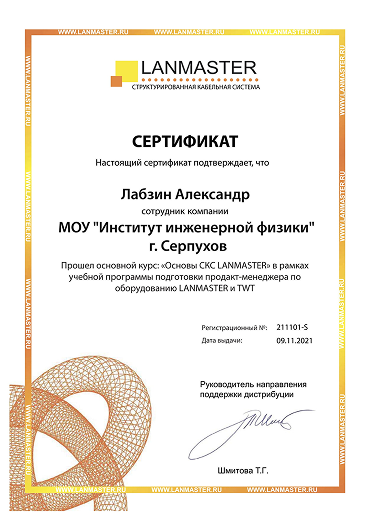 WWW.LANMASTER.RU WWW.LANMASTER.RU WWW.LANMASTER.RU
LANMASTER
СТРУКТУРИРОВАННАЯ КАБЕЛЬНАЯ СИСТЕМА
СЕРТИФИКАТ
Настоящий сертификат подтверждает, что
Лабзин Александр
сотрудник компании
МОУ "Институт инженерной физики"
г. Серпухов
Прошел основной курс: «Основы СКС LANMASTER» в рамках
учебной программы подготовки продакт-менеджера по
оборудованию LANMASTER и TWT
Регистрационный №: 211101-S
Дата выдачи: 09.11.2021
Руководитель направления
поддержки дистрибуции
Шмитова Т.Г.
WWW.LANMASTER.RU WWW.LANMASTER.RU